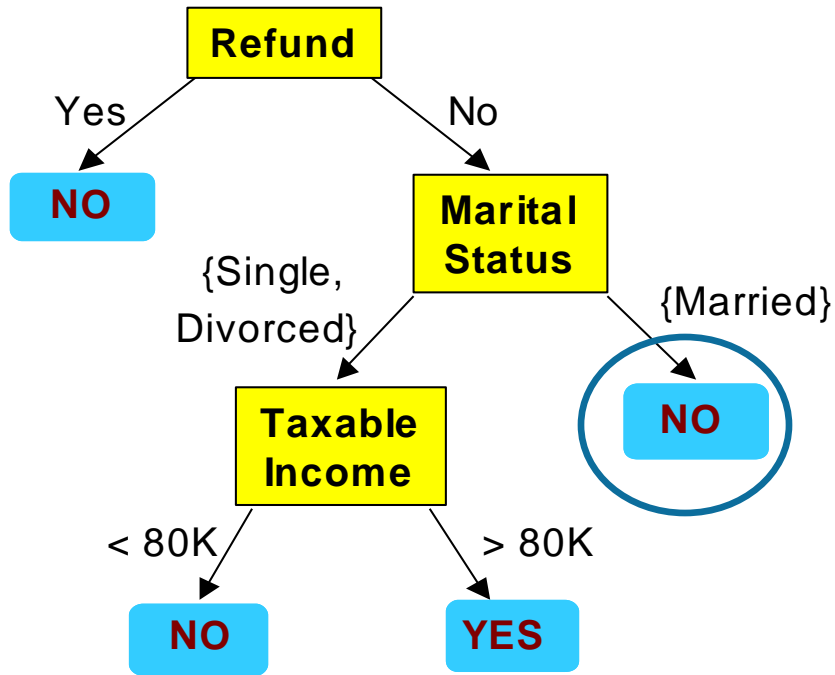 Refund
Yes
No
NO
Marital
Status
{Single,
Divorced}
{Married}
NO
Taxable
Income
< 80K
> 80K
NO
YES